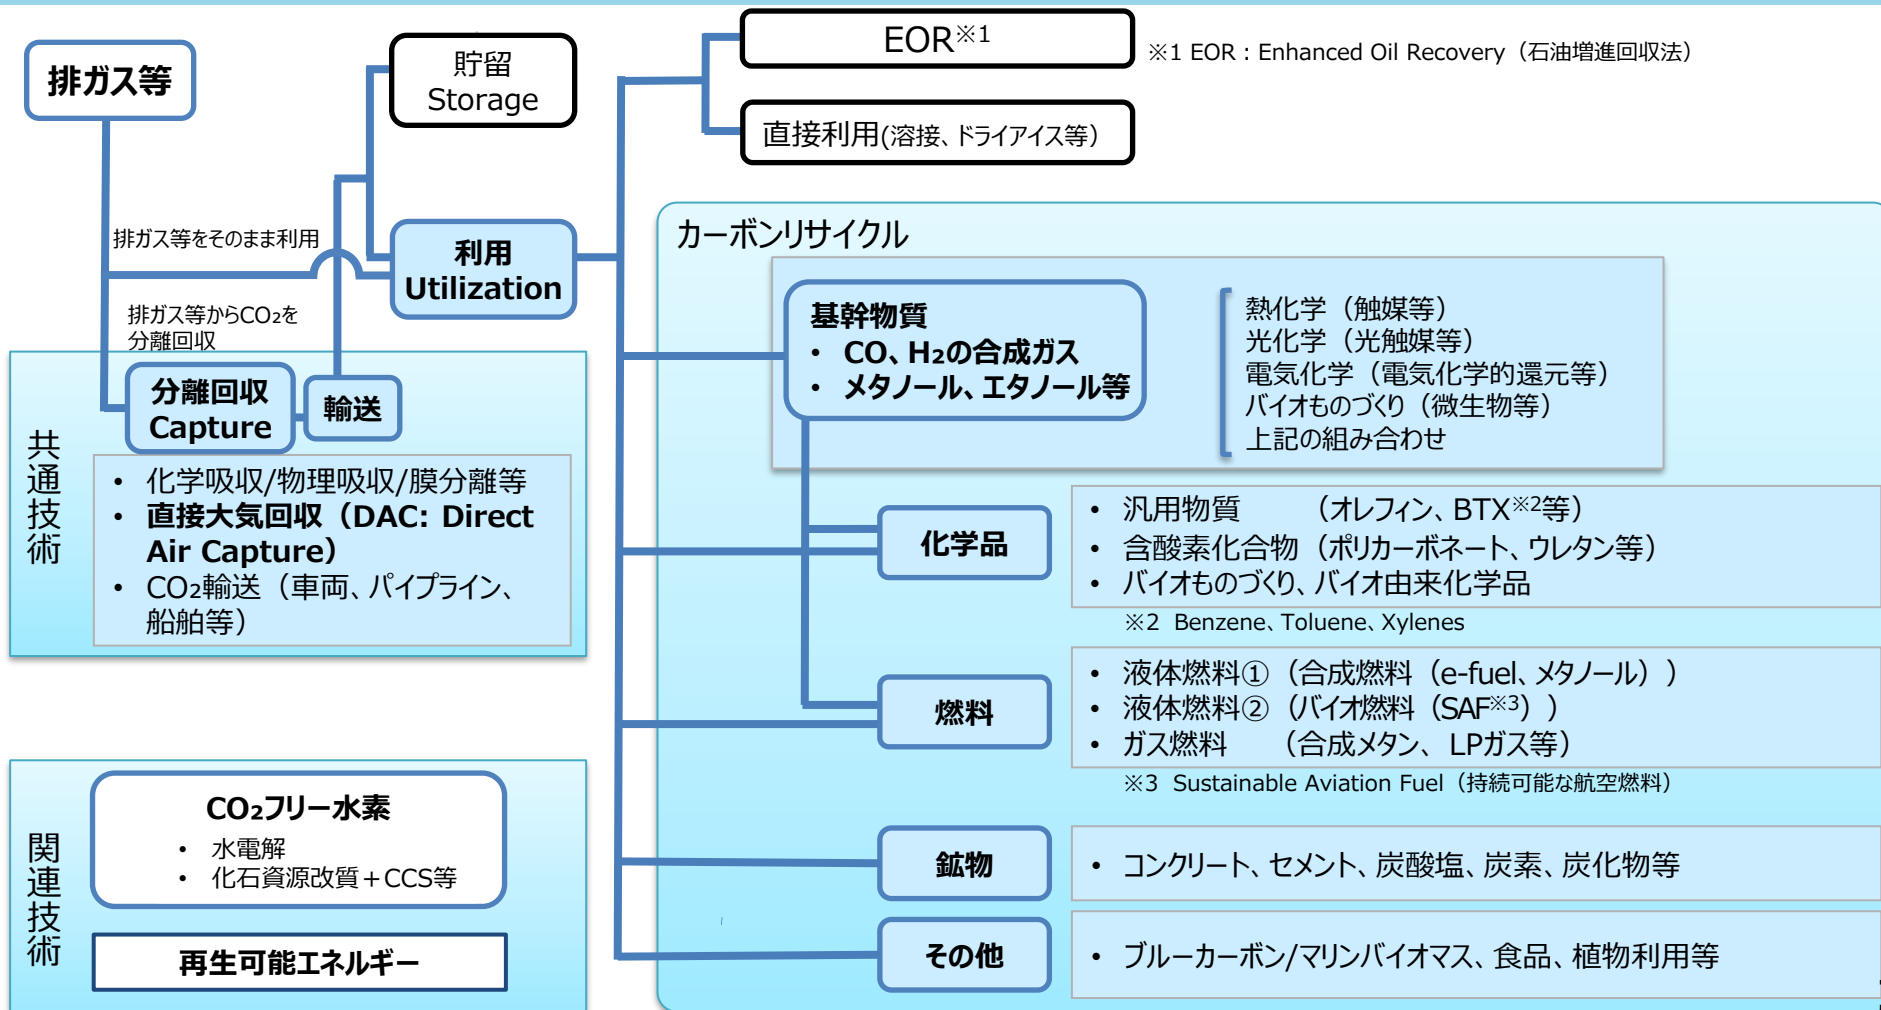 排ガス等
貯留
Storage
EOR※1
※1 EOR：Enhanced Oil Recovery（石油増進回収法）
直接利用(溶接、ドライアイス等）
排ガス等をそのまま利用
利用
Utilization
排ガス等からCO₂を
分離回収
共通技術
分離回収
Capture
輸送
• 化学吸収/物理吸収/膜分離等
• 直接大気回収（DAC: Direct
Air Capture）
• CO₂輸送（車両、パイプライン、
船舶等）
関連技術
CO₂フリー水素
• 水電解
• 化石資源改質＋CCS等
再生可能エネルギー
カーボンリサイクル
基幹物質
• CO、H₂の合成ガス
• メタノール、エタノール等
熱化学（触媒等）
光化学（光触媒等）
電気化学（電気化学的還元等）
バイオものづくり（微生物等）
上記の組み合わせ
化学品
• 汎用物質　　（オレフィン、BTX※2等）
• 含酸素化合物（ポリカーボネート、ウレタン等）
• バイオものづくり、バイオ由来化学品
※2 Benzene、Toluene、Xylenes
燃料
• 液体燃料①（合成燃料（e-fuel、メタノール））
• 液体燃料②（バイオ燃料（SAF※3））
• ガス燃料　（合成メタン、LPガス等）
※3 Sustainable Aviation Fuel（持続可能な航空燃料）
鉱物
• コンクリート、セメント、炭酸塩、炭素、炭化物等
その他
• ブルーカーボン/マリンバイオマス、食品、植物利用等